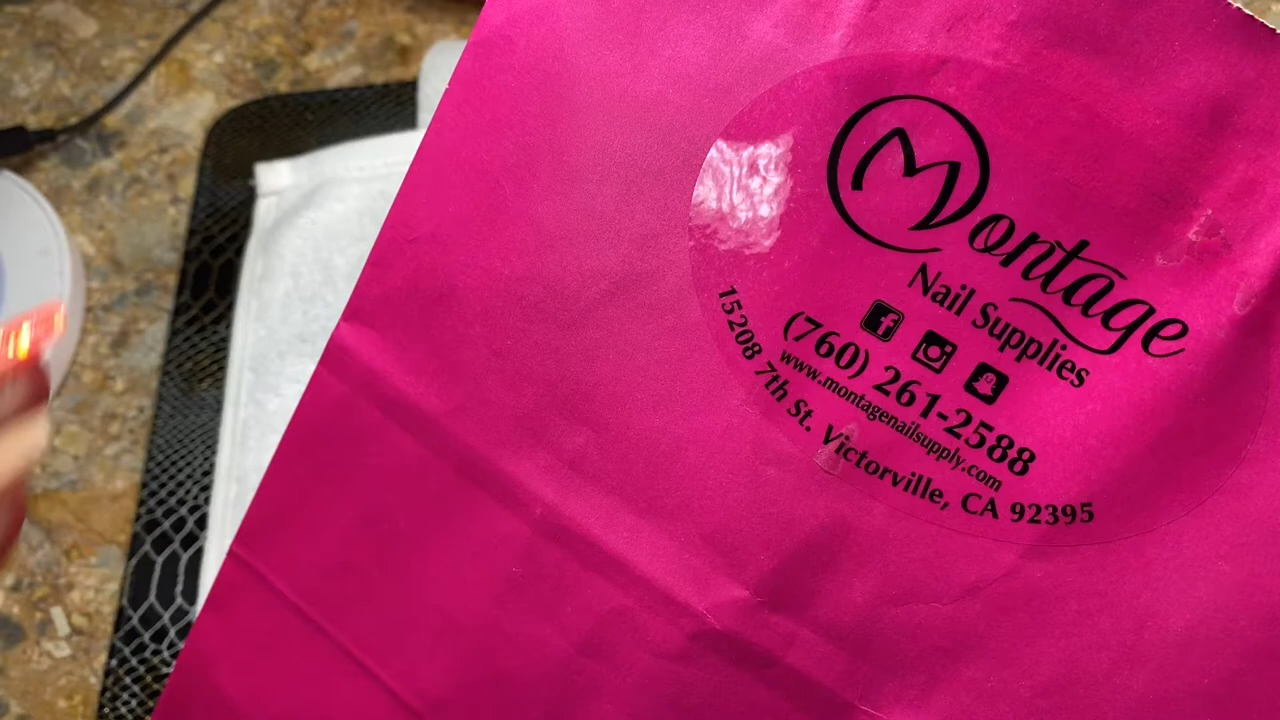 Montage
Nail Supplies
(760) 261-2588
www.montagenailsupply.com
15208 7th St. Victorville, CA 92395